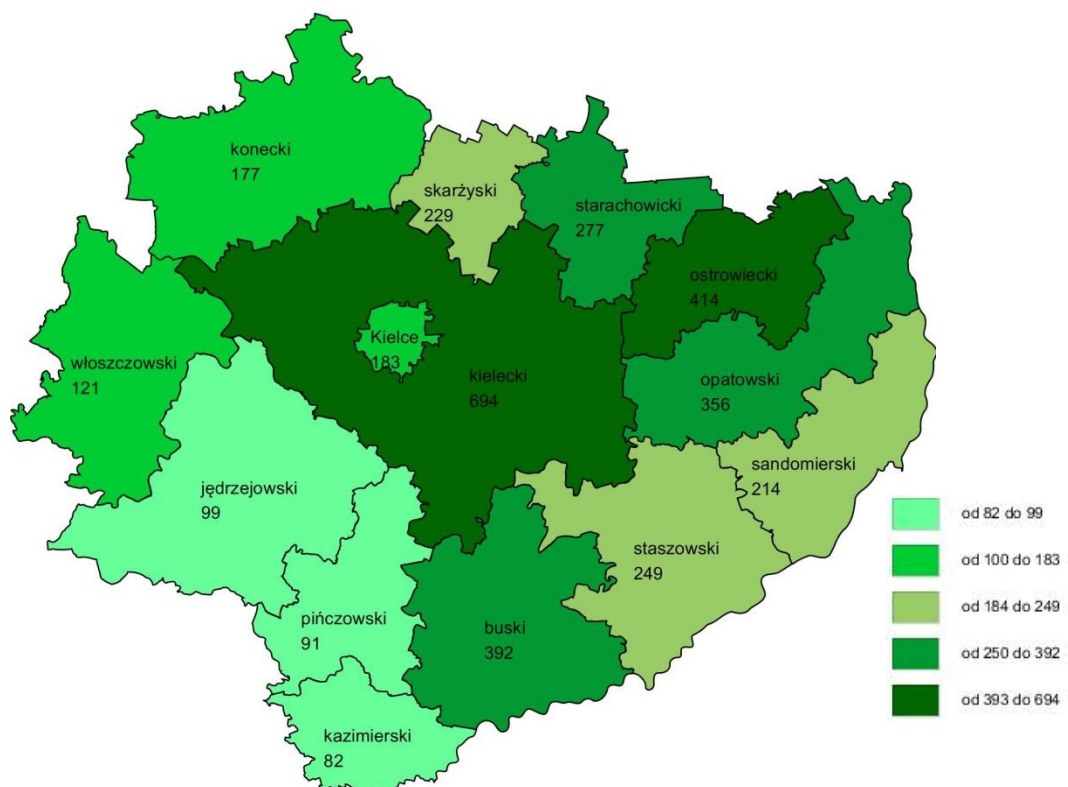 konecki
177
skarżyski
229
starachowicki
277
ostrowiecki
414
włoszczowski
121
Kielce
183
kielecki
694
opatowski
356
jędrzejowski
99
sandomierski
214
staszowski
249
pińczowski
91
buski
392
kazimierski
82
od 82 do 99
od 100 do 183
od 184 do 249
od 250 do 392
od 393 do 694